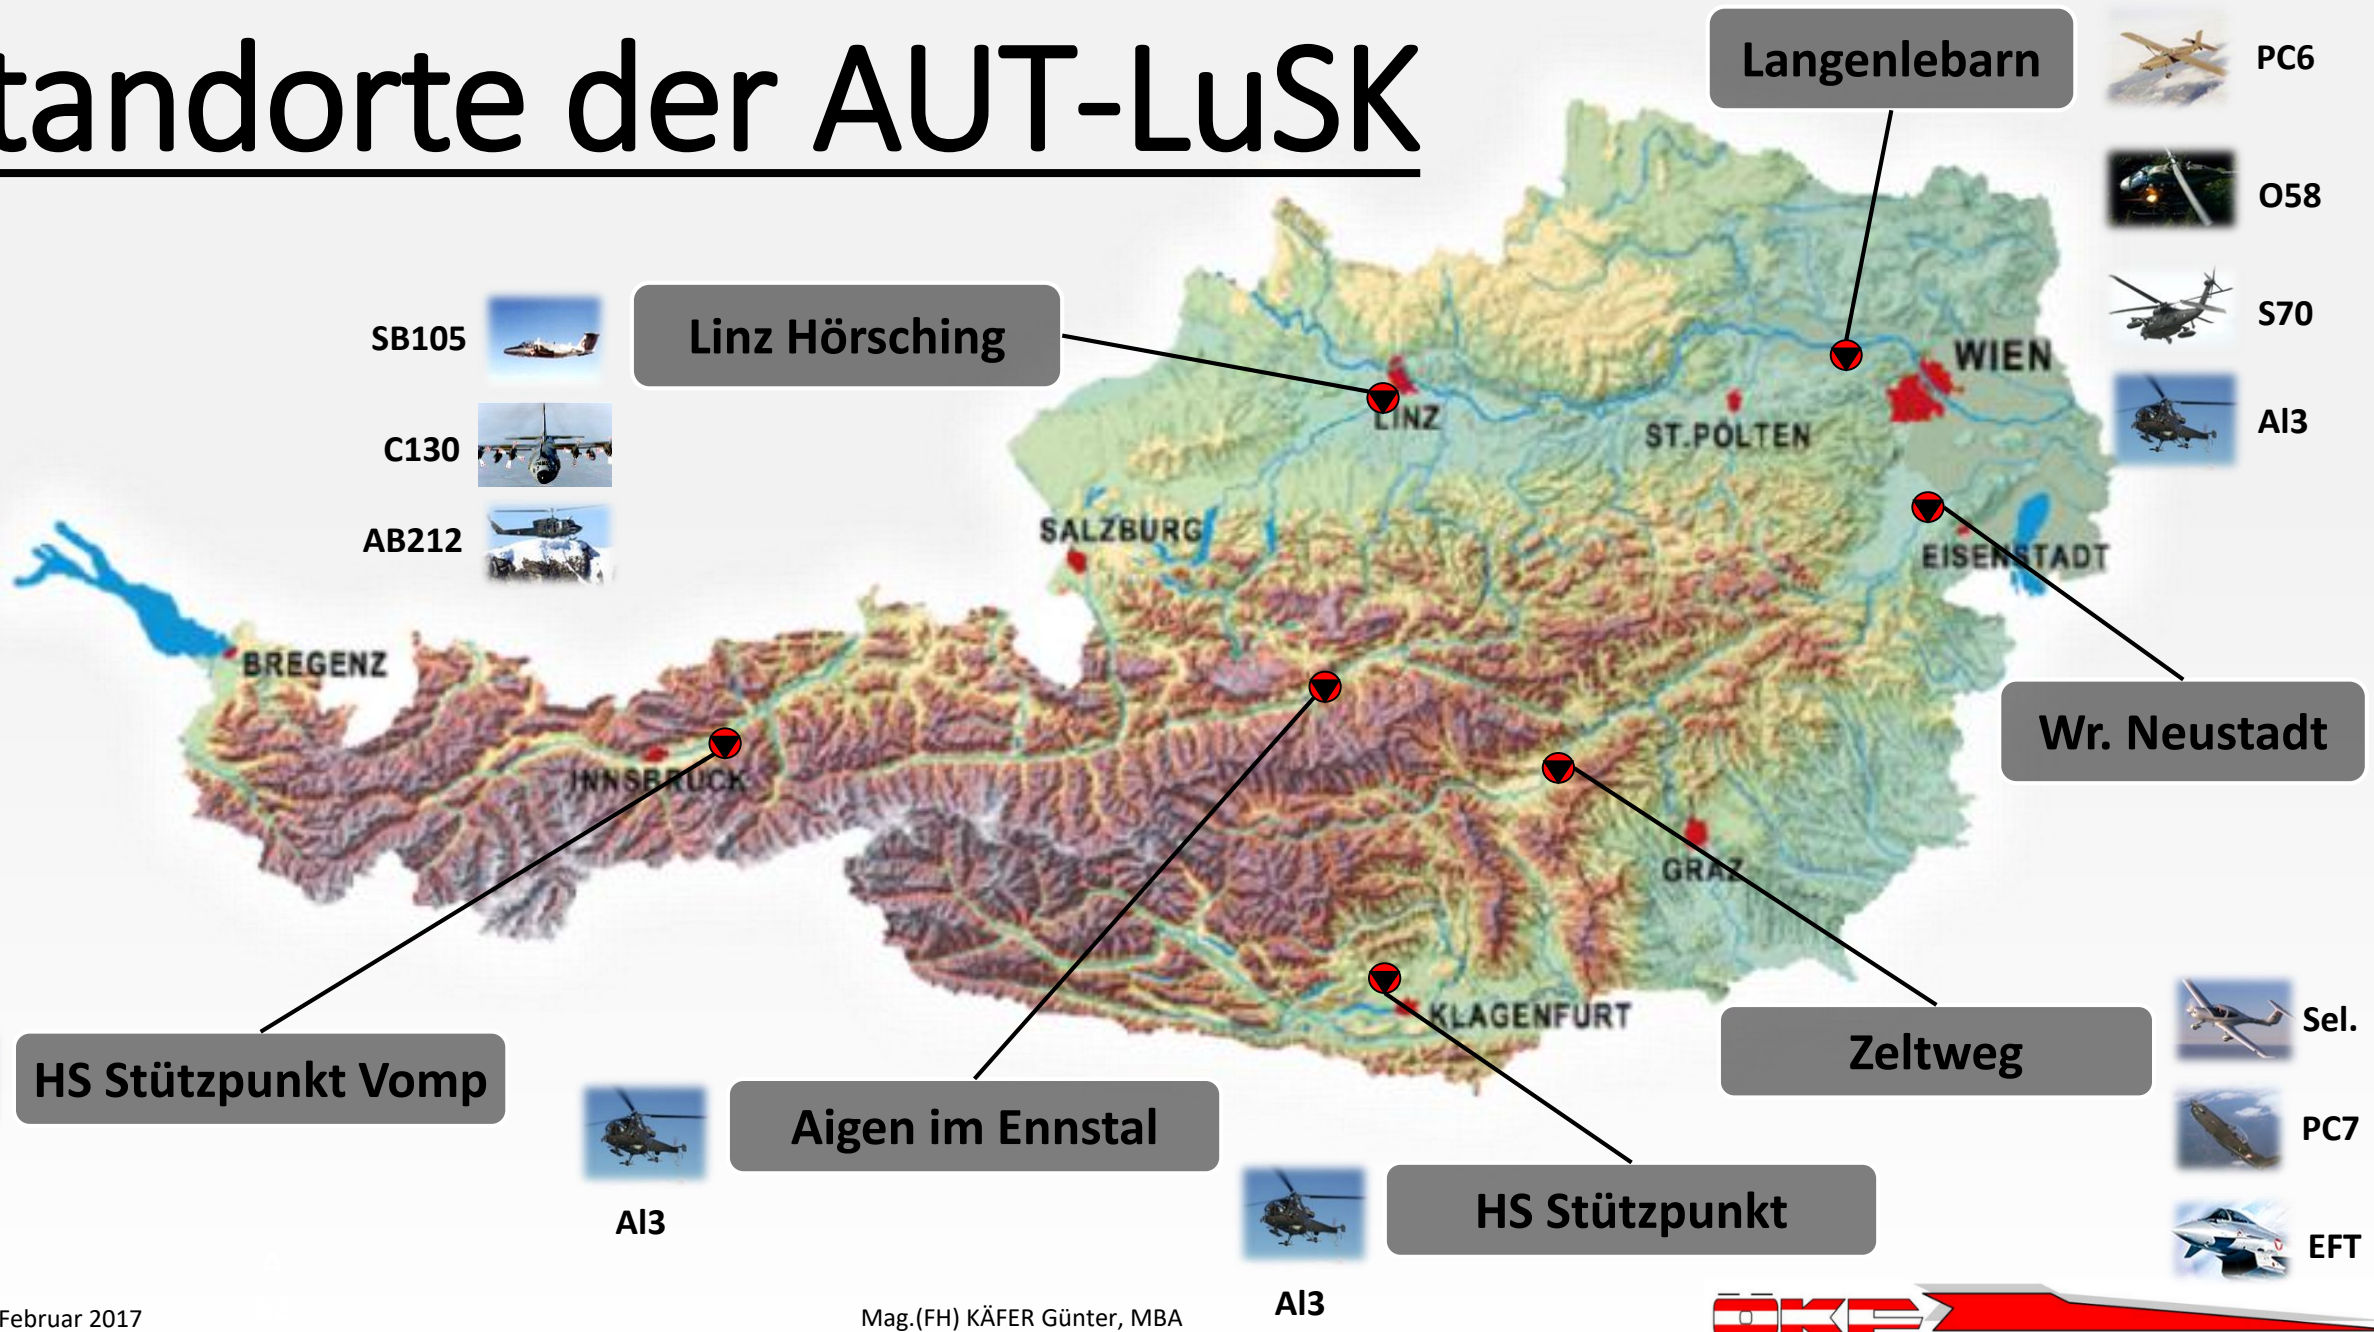 tandorte der AUT-LuSK
Langenlebarn
PC6
O58
S70
Al3
SB105
C130
AB212
Linz Hörsching
WIEN
LINZ
ST.PÖLTEN
SALZBURG
EISENSTADT
BREGENZ
INNSBRUCK
Wr. Neustadt
GRAZ
KLAGENFURT
HS Stützpunkt Vomp
Al3
Aigen im Ennstal
Al3
HS Stützpunkt
Zeltweg
Sel.
PC7
EFT
Februar 2017
Mag.(FH) KÄFER Günter, MBA